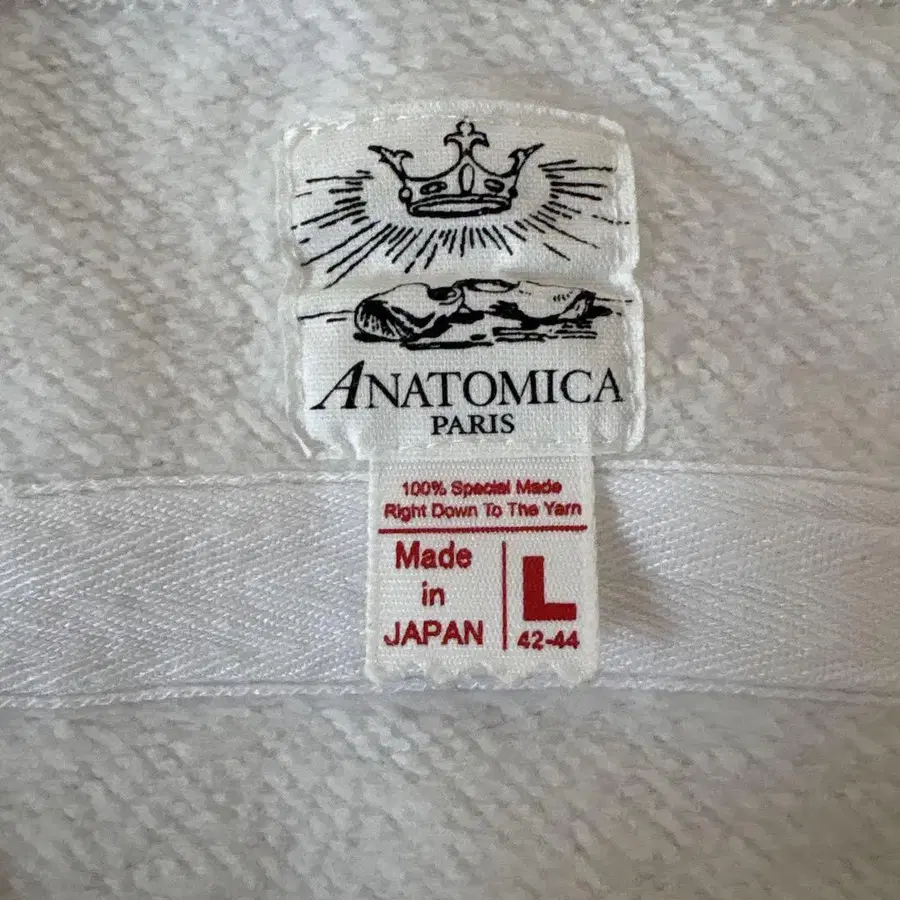 ANATOMICA
PARIS
100% Special Made
Right Down To The Yarn
Made
in
JAPAN
L
42-44